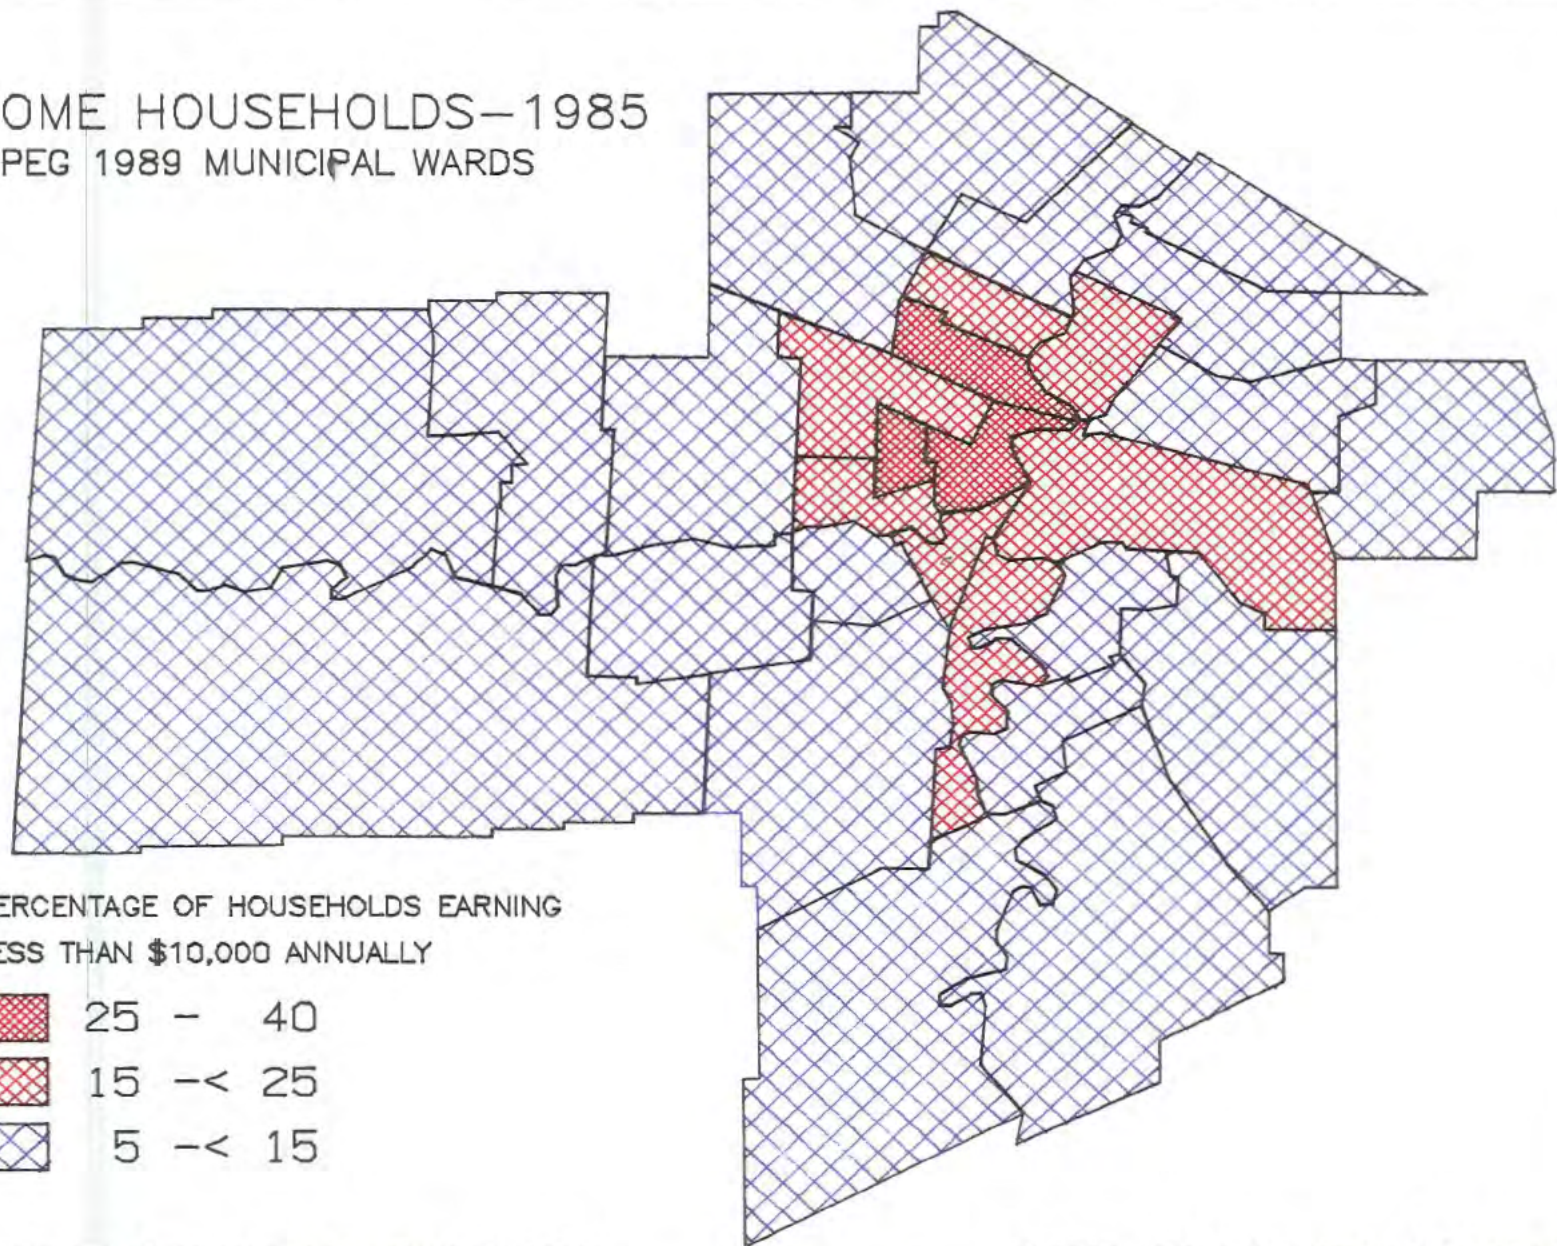 OME HOUSEHOLDS-1985
PEG 1989 MUNICIPAL WARDS
ERCENTAGE OF HOUSEHOLDS EARNING
ESS THAN $10,000 ANNUALLY
25 - 40
15 -< 25
5 -< 15